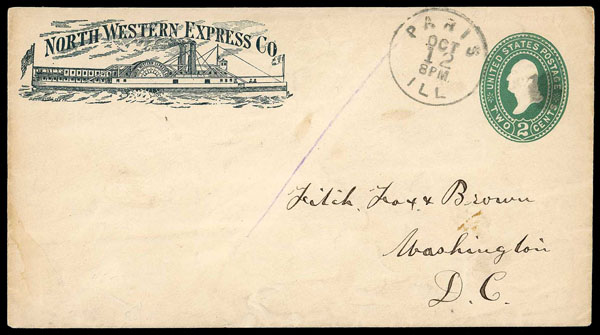 NORTH WESTERN EXPRESS CO.
PARIS
OCT
12
8PM
ILL
UNITED STATES POSTAGE
TWO 2 CENTS
Fitch, Fox & Brown
Washington
D.C.